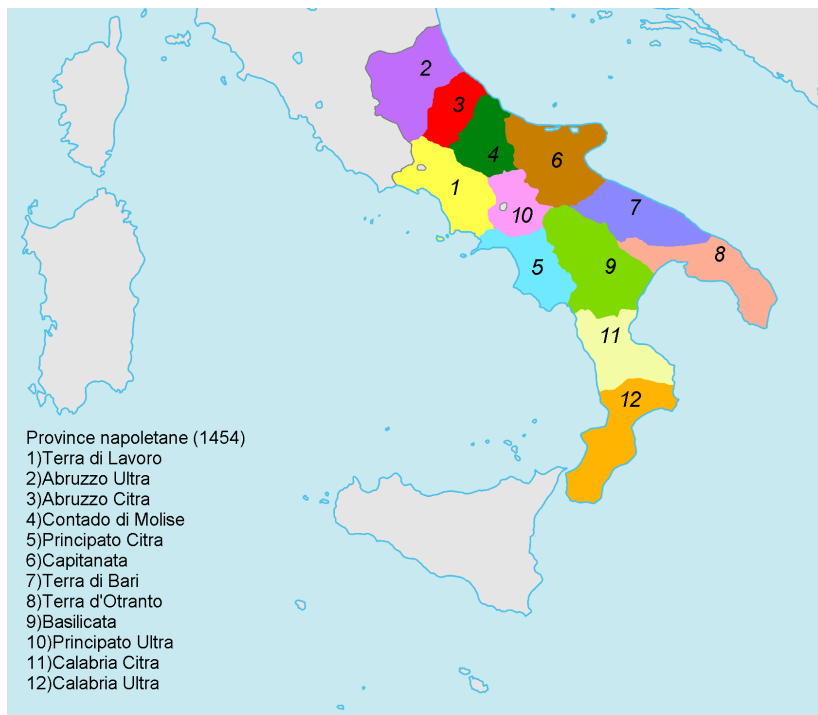 2
3
4
6
1
10
7
5
9
8
11
12
Province napoletane (1454)
1)Terra di Lavoro
2)Abruzzo Ultra
3)Abruzzo Citra
4)Contado di Molise
5)Principato Citra
6)Capitanata
7)Terra di Bari
8)Terra d'Otranto
9)Basilicata
10)Principato Ultra
11)Calabria Citra
12)Calabria Ultra